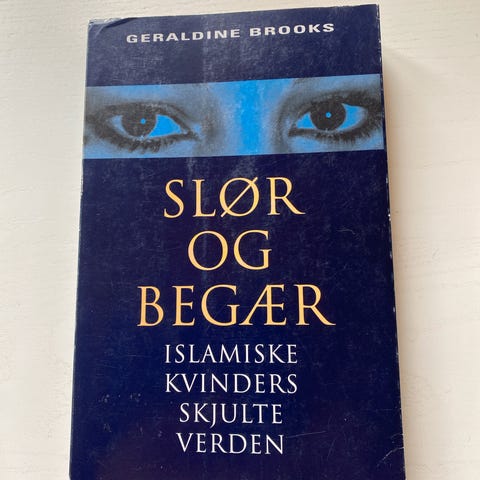 GERALDINE BROOKS
SLØR
OG
BEGÆR
ISLAMISKE
KVINDERS
SKJULTE
VERDEN